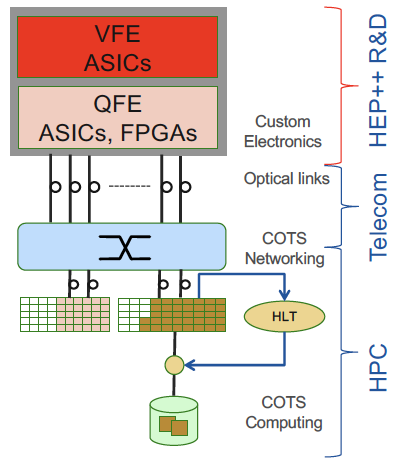 VFE
ASICs
QFE
ASICs, FPGAs
Custom
Electronics
HEP++ R&D
Optical links
Telecom
COTS
Networking
HLT
HPC
COTS
Computing